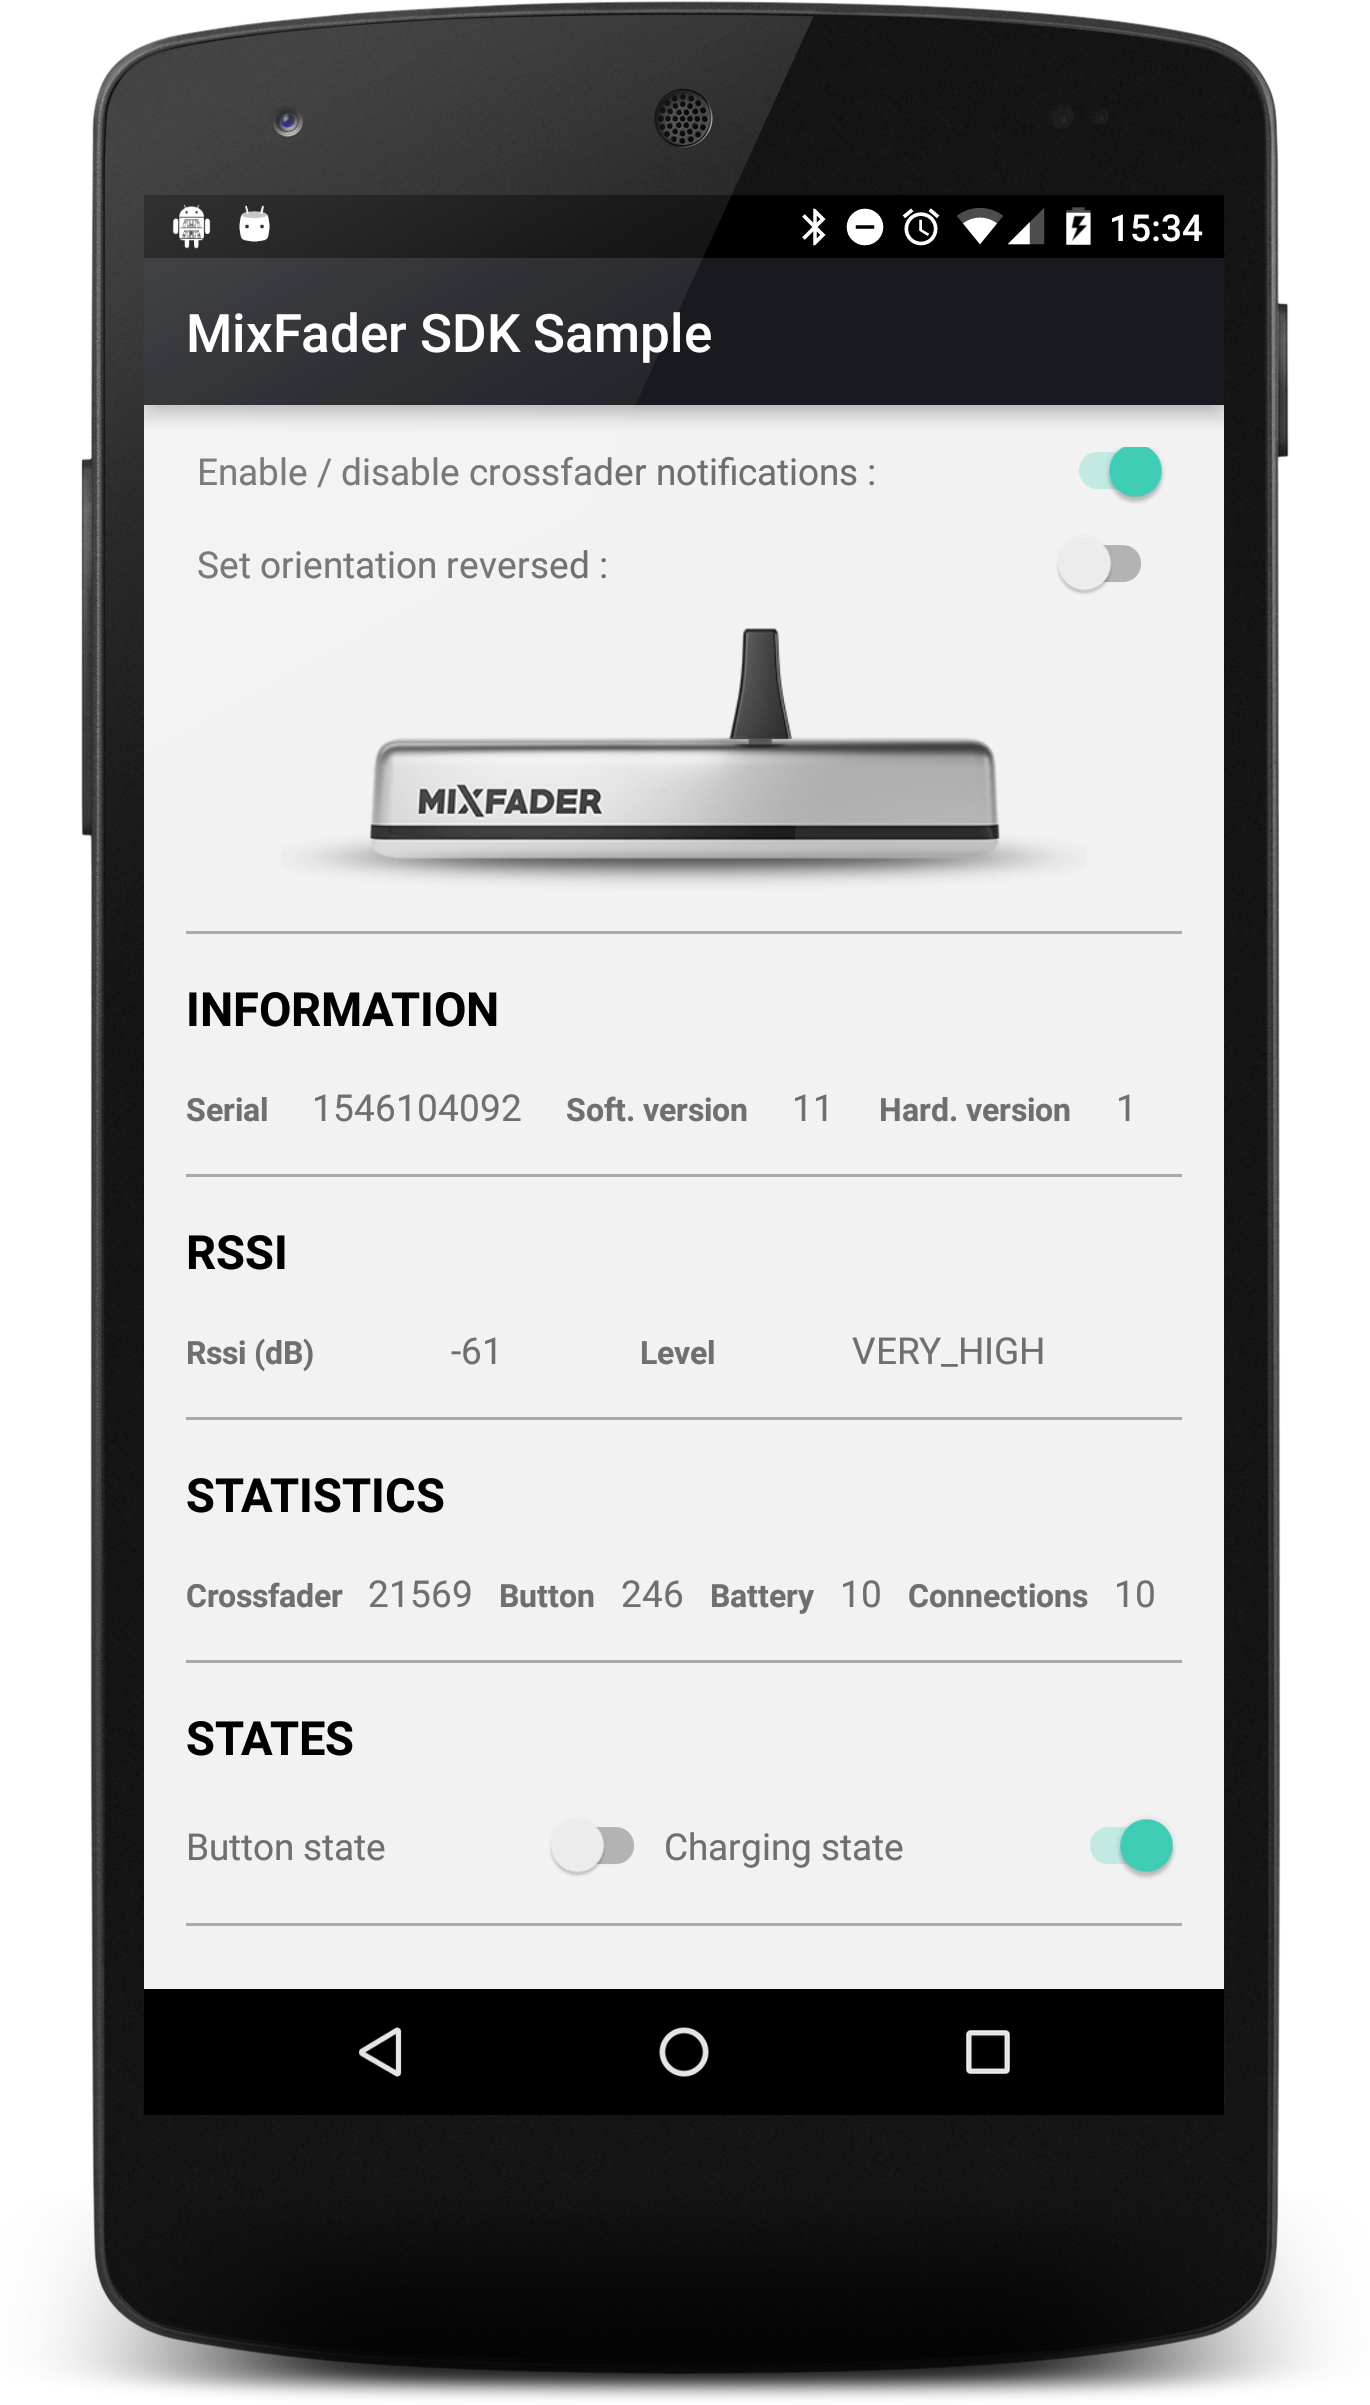 15:34
MixFader SDK Sample
Enable / disable crossfader notifications :
Set orientation reversed :
MIXFADER
INFORMATION
Serial 1546104092 Soft. version 11 Hard. version 1
RSSI
Rssi (dB) -61 Level VERY_HIGH
STATISTICS
Crossfader 21569 Button 246 Battery 10 Connections 10
STATES
Button state Charging state